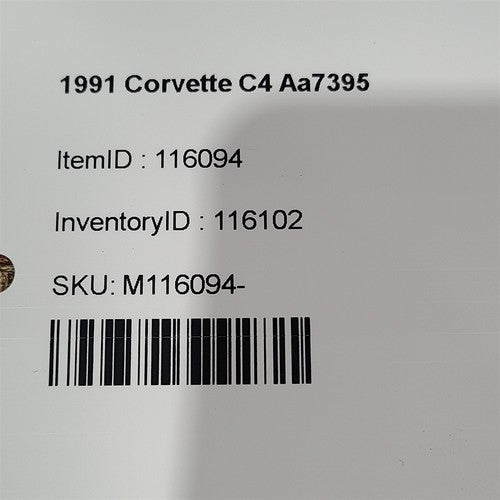 1991 Corvette C4 Aa7395
ItemID : 116094
InventoryID : 116102
SKU: M116094-